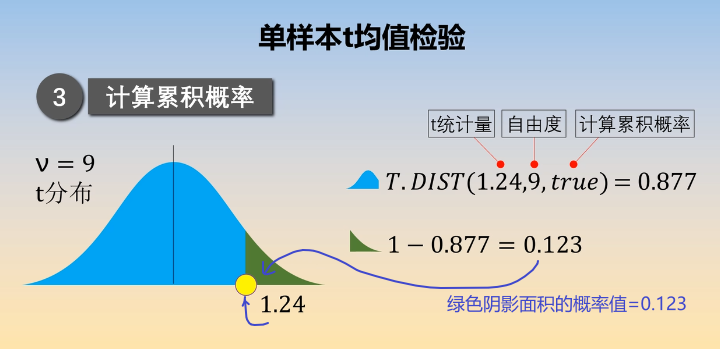 单样本t均值检验
3 计算累积概率
t统计量 自由度 计算累积概率
ν = 9
t分布
T.DIST(1.24,9,true) = 0.877
1 − 0.877 = 0.123
1.24
绿色阴影面积的概率值=0.123